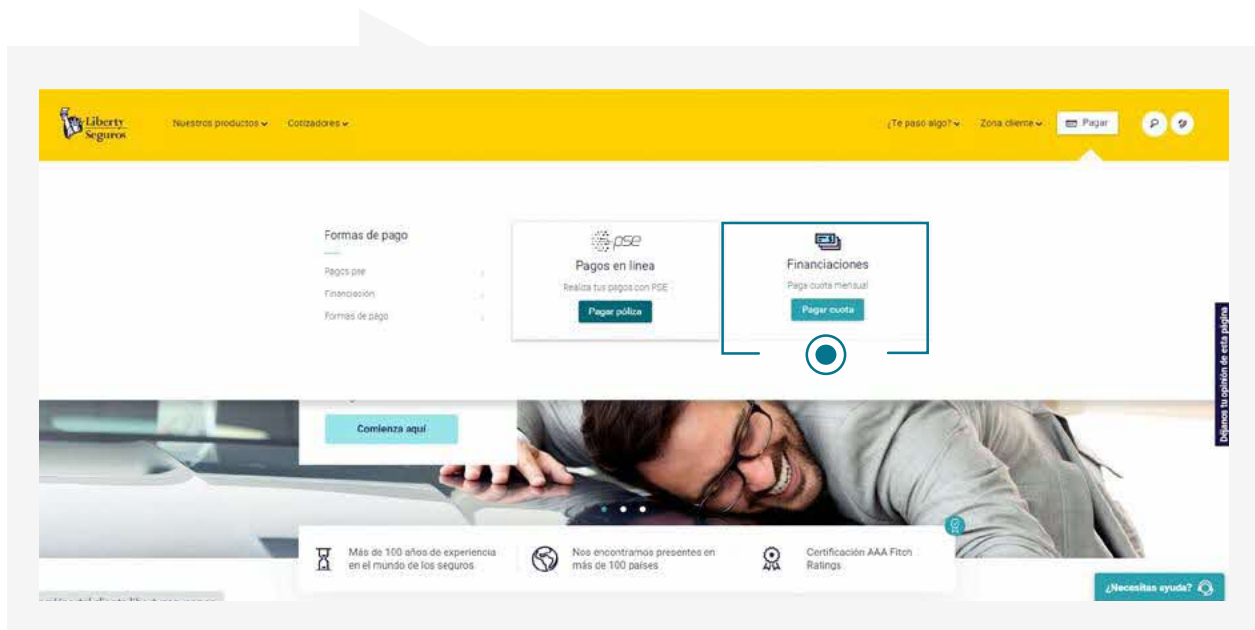 Liberty
Seguros
Nuestros productos
Cotizadores
¿Te pasó algo?
Zona cliente
Pagar
Formas de pago
Pagos pse
Financiación
Formas de pago
pse
Pagos en línea
Realiza tus pagos con PSE
Pagar póliza
Financiaciones
Paga cuota mensual
Pagar cuota
Déjanos tu opinión de esta página
Comienza aquí
Más de 100 años de experiencia
en el mundo de los seguros
Nos encontramos presentes en
más de 100 países
Certificación AAA Fitch
Ratings
¿Necesitas ayuda?